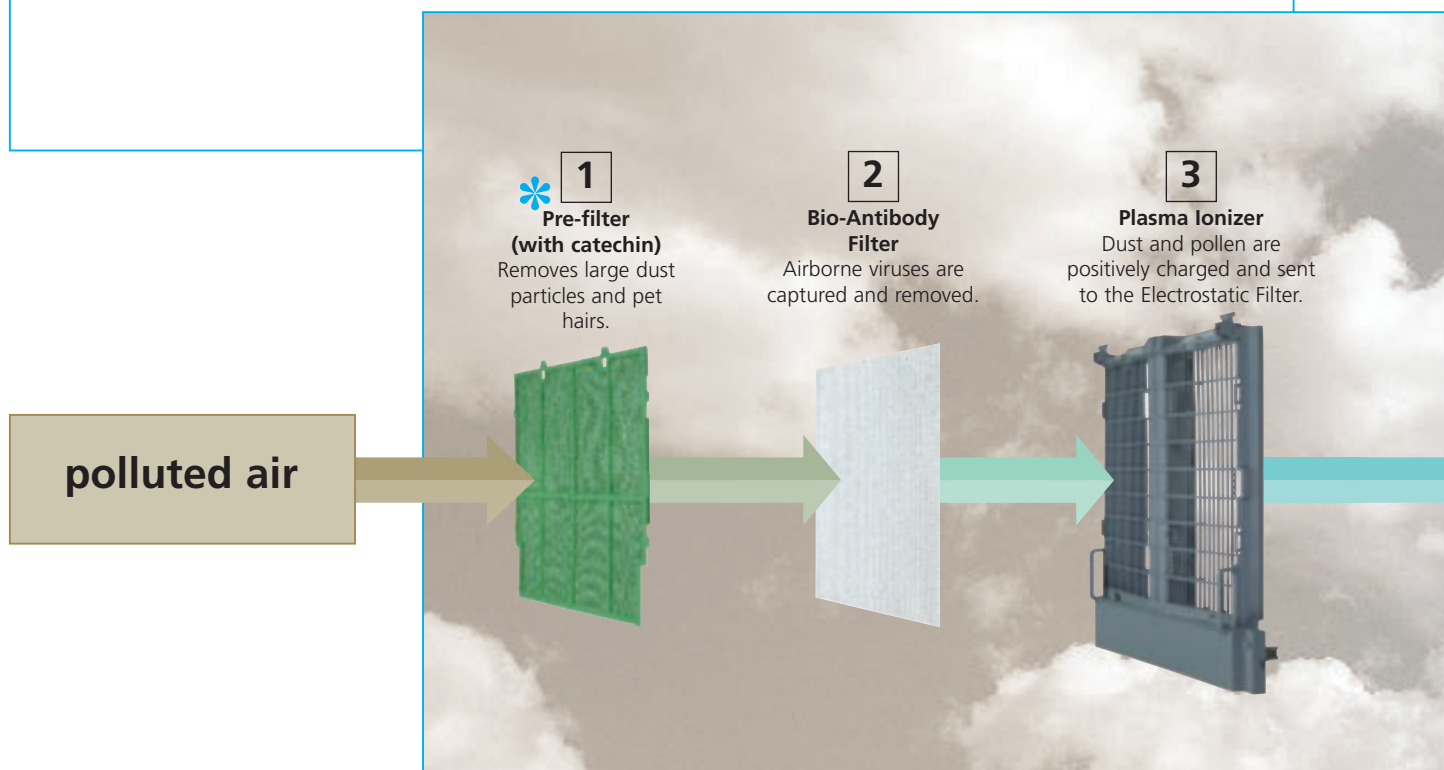 1
Pre-filter
(with catechin)
Removes large dust
particles and pet
hairs.
2
Bio-Antibody
Filter
Airborne viruses are
captured and removed.
3
Plasma Ionizer
Dust and pollen are
positively charged and sent
to the Electrostatic Filter.
polluted air